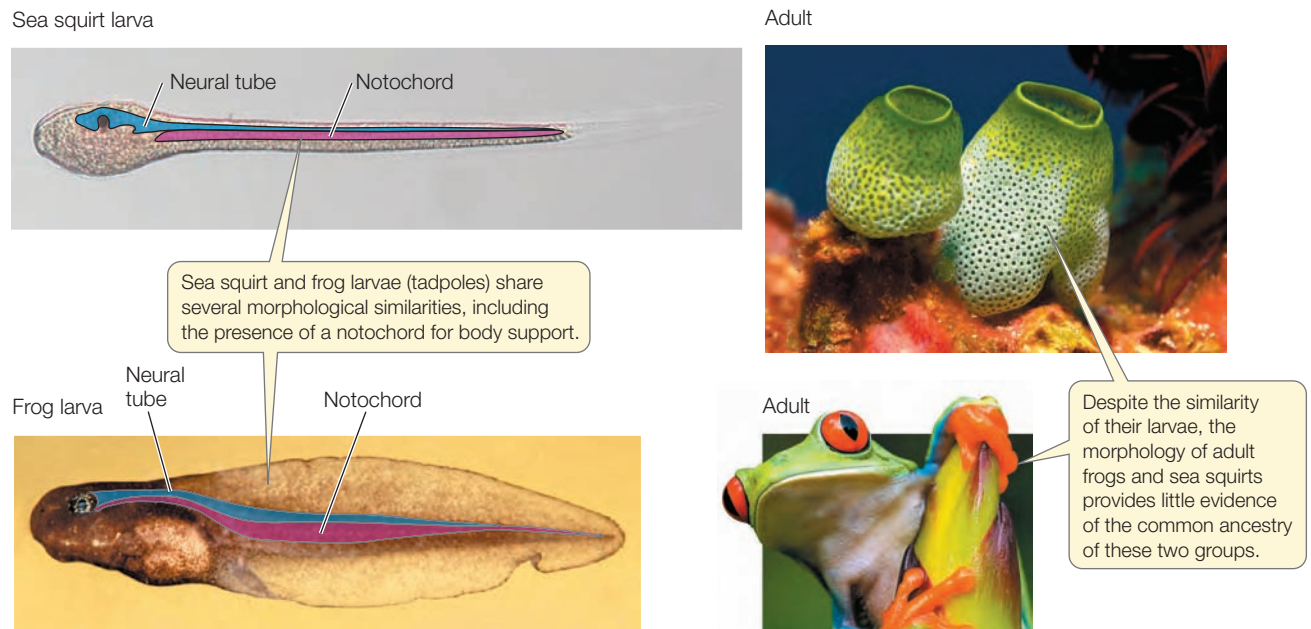 Sea squirt larva
Neural tube
Notochord
Adult
Sea squirt and frog larvae (tadpoles) share
several morphological similarities, including
the presence of a notochord for body support.
Frog larva
Neural
tube
Notochord
Adult
Despite the similarity
of their larvae, the
morphology of adult
frogs and sea squirts
provides little evidence
of the common ancestry
of these two groups.